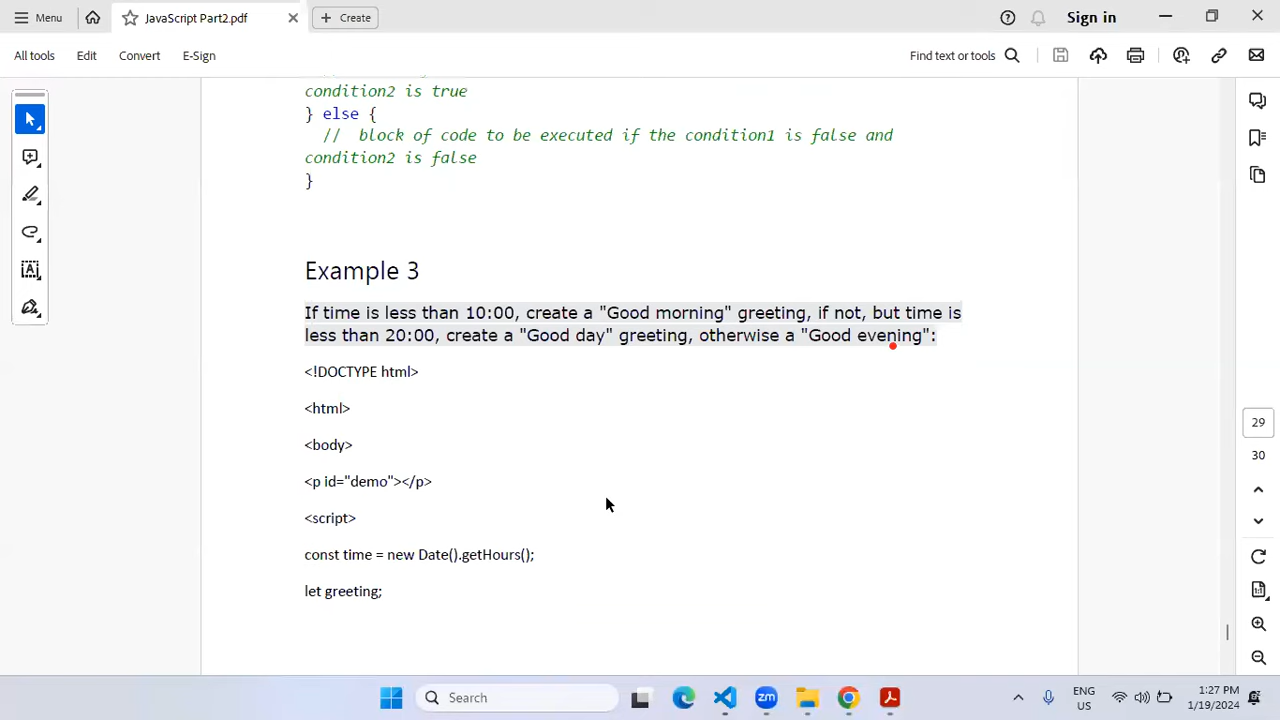 Menu
JavaScript Part2.pdf
Create
Sign in
All tools
Edit
Convert
E-Sign
Find text or tools
condition2 is true
} else {
// block of code to be executed if the condition1 is false and
condition2 is false
}
Example 3
If time is less than 10:00, create a "Good morning" greeting, if not, but time is
less than 20:00, create a "Good day" greeting, otherwise a "Good evening":
<!DOCTYPE html>
<html>
<body>
<p id="demo"></p>
<script>
const time = new Date().getHours();
let greeting;
29
30
1:1
Search
zm
ENG
US
1:27 PM
1/19/2024